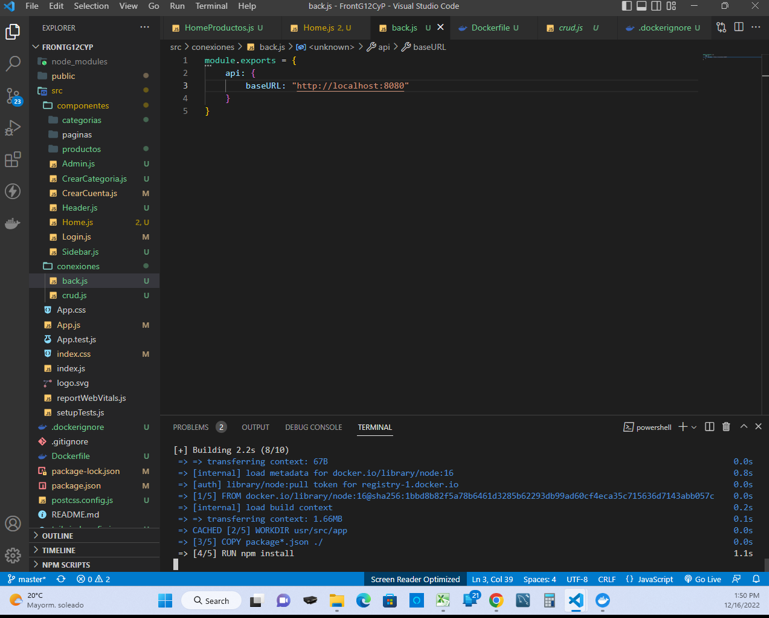 File Edit Selection View Go Run Terminal Help back.js - FrontG12CyP - Visual Studio Code
EXPLORER ···
HomeProductos.js U Home.js 2, U back.js U Dockerfile U crud.js U .dockerignore U
FRONTG12CYP
src > conexiones > back.js > <unknown> > api > baseURL
node_modules
public
src
componentes
categorias
paginas
productos
Admin.js U
CrearCategoria.js U
CrearCuenta.js M
Header.js U
Home.js 2, U
Login.js M
Sidebar.js U
conexiones
back.js U
crud.js U
App.css
App.js M
App.test.js
index.css M
index.js
logo.svg
reportWebVitals.js
setupTests.js
.dockerignore U
.gitignore
Dockerfile U
package-lock.json M
package.json M
postcss.config.js U
README.md
OUTLINE
TIMELINE
NPM SCRIPTS
23
1 module.exports = {
2 api: {
3 baseURL: "http://localhost:8080"
4 }
5 }
PROBLEMS 2 OUTPUT DEBUG CONSOLE TERMINAL powershell
[+] Building 2.2s (8/10)
=> => transferring context: 67B 0.0s
=> [internal] load metadata for docker.io/library/node:16 0.8s
=> [auth] library/node:pull token for registry-1.docker.io 0.0s
=> [1/5] FROM docker.io/library/node:16@sha256:1bbd8b82f5a78b6461d3285b62293db99ad60cf4eca35c715636d7143abb057c 0.0s
=> [internal] load build context 0.2s
=> => transferring context: 1.66MB 0.1s
=> CACHED [2/5] WORKDIR usr/src/app 0.0s
=> [3/5] COPY package*.json ./ 0.0s
=> [4/5] RUN npm install 1.1s
master* 0 2 Screen Reader Optimized Ln 3, Col 39 Spaces: 4 UTF-8 CRLF {} JavaScript Go Live
20°C
Mayorm. soleado
Search
21
1:50 PM
12/16/2022